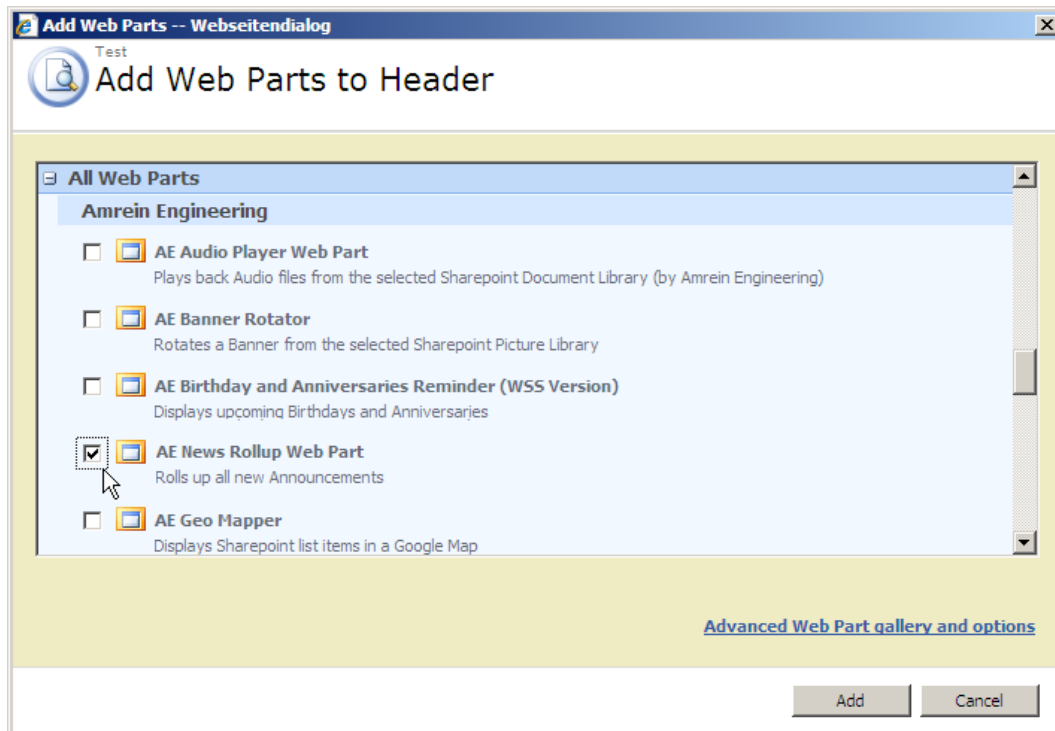 Add Web Parts -- Webseitendialog
Test
Add Web Parts to Header
All Web Parts
Amrein Engineering
AE Audio Player Web Part
Plays back Audio files from the selected Sharepoint Document Library (by Amrein Engineering)
AE Banner Rotator
Rotates a Banner from the selected Sharepoint Picture Library
AE Birthday and Anniversaries Reminder (WSS Version)
Displays upcoming Birthdays and Anniversaries
AE News Rollup Web Part
Rolls up all new Announcements
AE Geo Mapper
Displays Sharepoint list items in a Google Map
Advanced Web Part gallery and options
Add Cancel